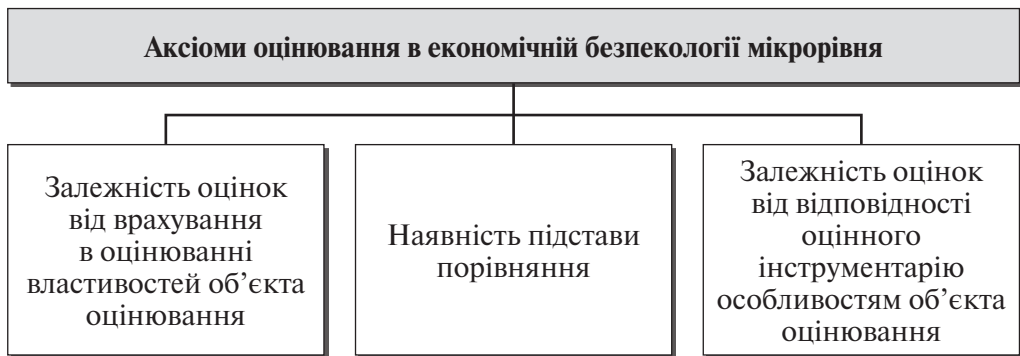 Аксіоми оцінювання в економічній безпекології мікрорівня
Залежність оцінок
від врахування
в оцінюванні
властивостей об’єкта
оцінювання
Наявність підстави
порівняння
Залежність оцінок
від відповідності
оцінного
інструментарію
особливостям об’єкта
оцінювання